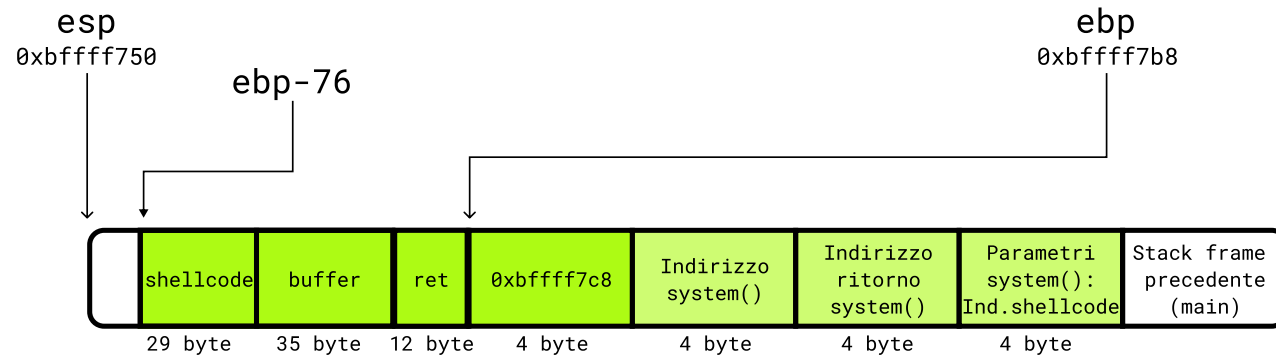 esp
0xbffff750
ebp-76
ebp
0xbffff7b8
shellcode
buffer
ret
0xbffff7c8
Indirizzo
system()
Indirizzo
ritorno
system()
Parametri
system():
Ind.shellcode
Stack frame
precedente
(main)
29 byte
35 byte
12 byte
4 byte
4 byte
4 byte
4 byte